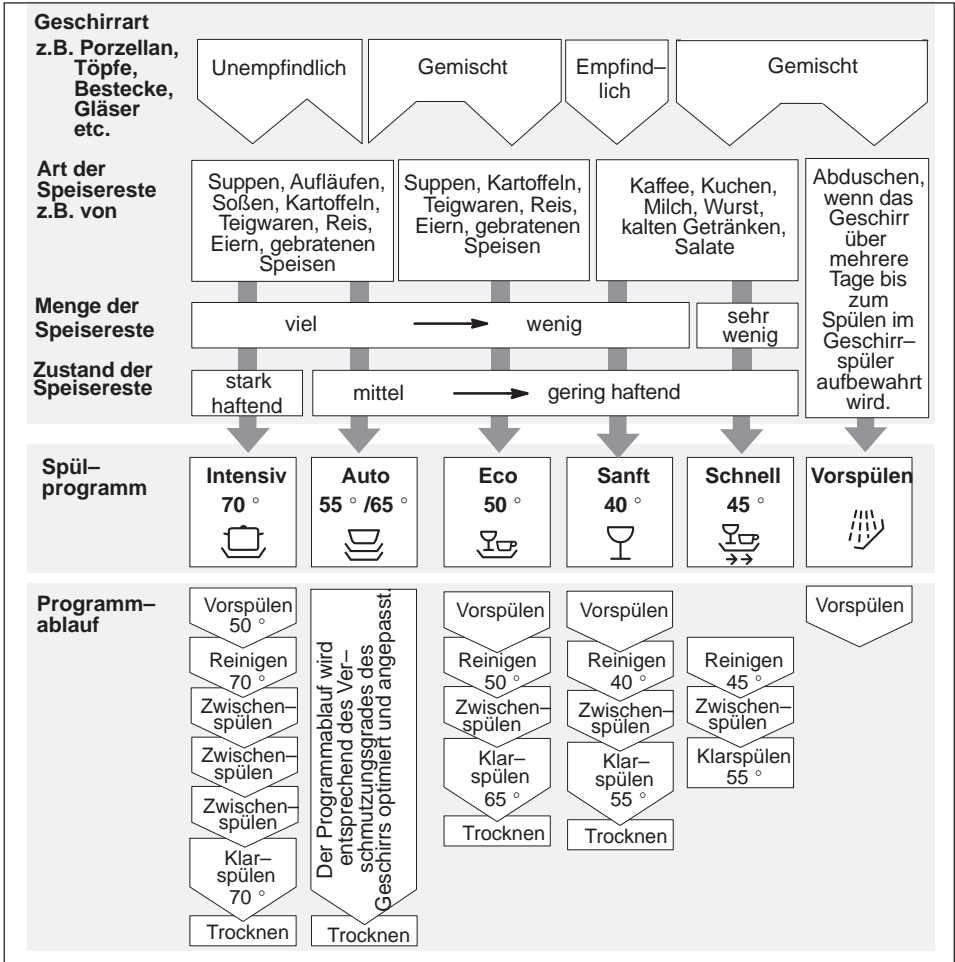 Geschirrart
z.B. Porzellan,
Töpfe,
Bestecke,
Gläser
etc.
Unempfindlich
Gemischt
Empfind–
lich
Gemischt
Art der
Speisereste
z.B. von
Suppen, Aufläufen,
Soßen, Kartoffeln,
Teigwaren, Reis,
Eiern, gebratenen
Speisen
Suppen, Kartoffeln,
Teigwaren, Reis,
Eiern, gebratenen
Speisen
Kaffee, Kuchen,
Milch, Wurst,
kalten Getränken,
Salate
Abduschen,
wenn das
Geschirr
über
mehrere
Tage bis
zum
Spülen im
Geschirr–
spüler
aufbewahrt
wird.
Menge der
Speisereste
viel
wenig
sehr
wenig
Zustand der
Speisereste
stark
haftend
mittel
gering haftend
Spül–
programm
Intensiv
70 °
Auto
55 ° /65 °
Eco
50 °
Sanft
40 °
Schnell
45 °
Vorspülen
Programm–
ablauf
Vorspülen
50 °
Reinigen
70 °
Zwischen–
spülen
Zwischen–
spülen
Zwischen–
spülen
Klar–
spülen
70 °
Trocknen
Der Programmablauf wird
entsprechend des Ver–
schmutzungsgrades des
Geschirrs optimiert und angepasst.
Trocknen
Vorspülen
Reinigen
50 °
Zwischen–
spülen
Klar–
spülen
65 °
Trocknen
Vorspülen
Reinigen
40 °
Zwischen–
spülen
Klar–
spülen
55 °
Trocknen
Reinigen
45 °
Zwischen–
spülen
Klarspülen
55 °
Vorspülen